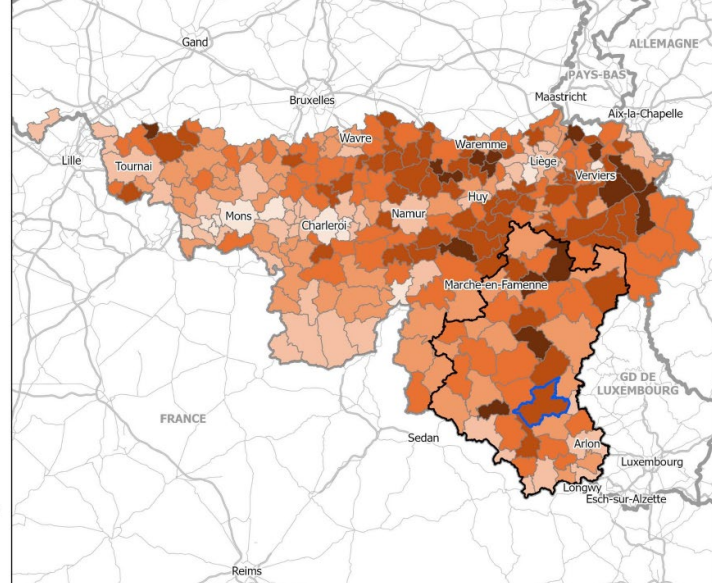 Gand
ALLEMAGNE
PAYS-BAS
Bruxelles
Maastricht
Aix-la-Chapelle
Wavre
Waremme
Lille
Tournai
Liège
Verviers
Huy
Mons
Namur
Charleroi
Marche-en-Famenne
GD DE
LUXEMBOURG
FRANCE
Sedan
Arlon
Luxembourg
Longwy
Esch-sur-Alzette
Reims